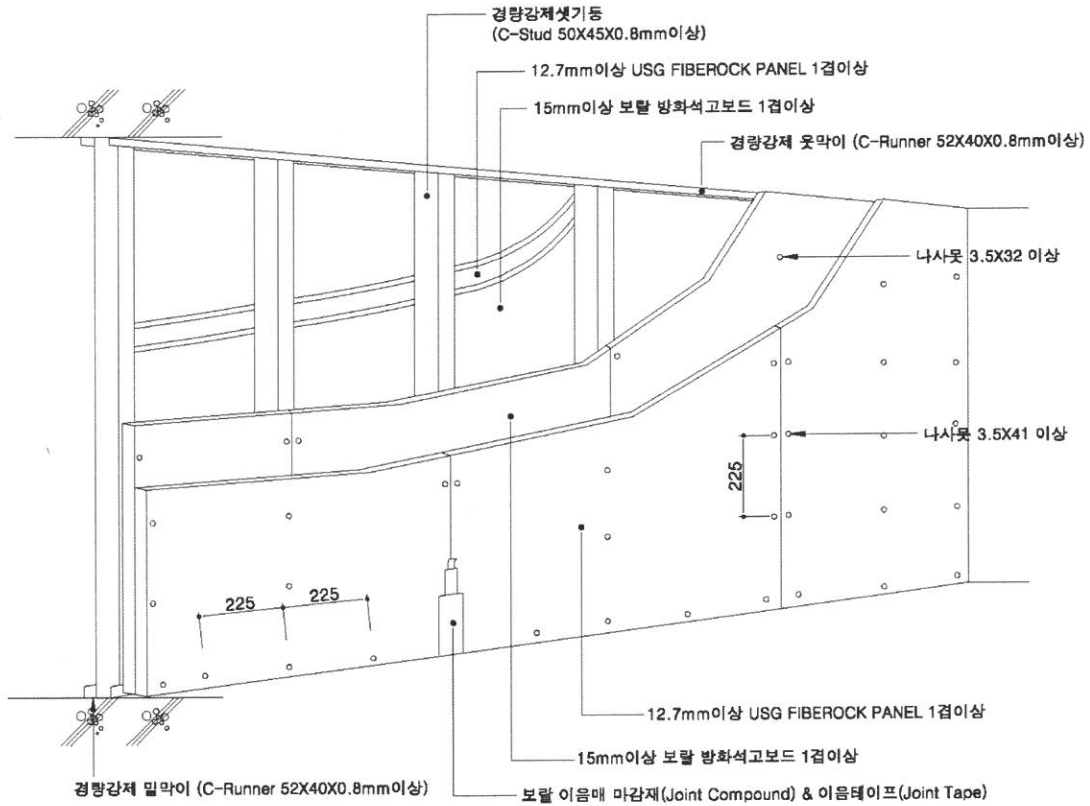 경량강제샛기둥
(C-Stud 50X45X0.8mm이상)
12.7mm이상 USG FIBEROCK PANEL 1겹이상
15mm이상 보랄 방화석고보드 1겹이상
경량강제 웃막이 (C-Runner 52X40X0.8mm이상)
나사못 3.5X32 이상
나사못 3.5X41 이상
225
225
225
12.7mm이상 USG FIBEROCK PANEL 1겹이상
15mm이상 보랄 방화석고보드 1겹이상
경량강제 밑막이 (C-Runner 52X40X0.8mm이상)
보랄 이음매 마감재(Joint Compound) & 이음테이프(Joint Tape)